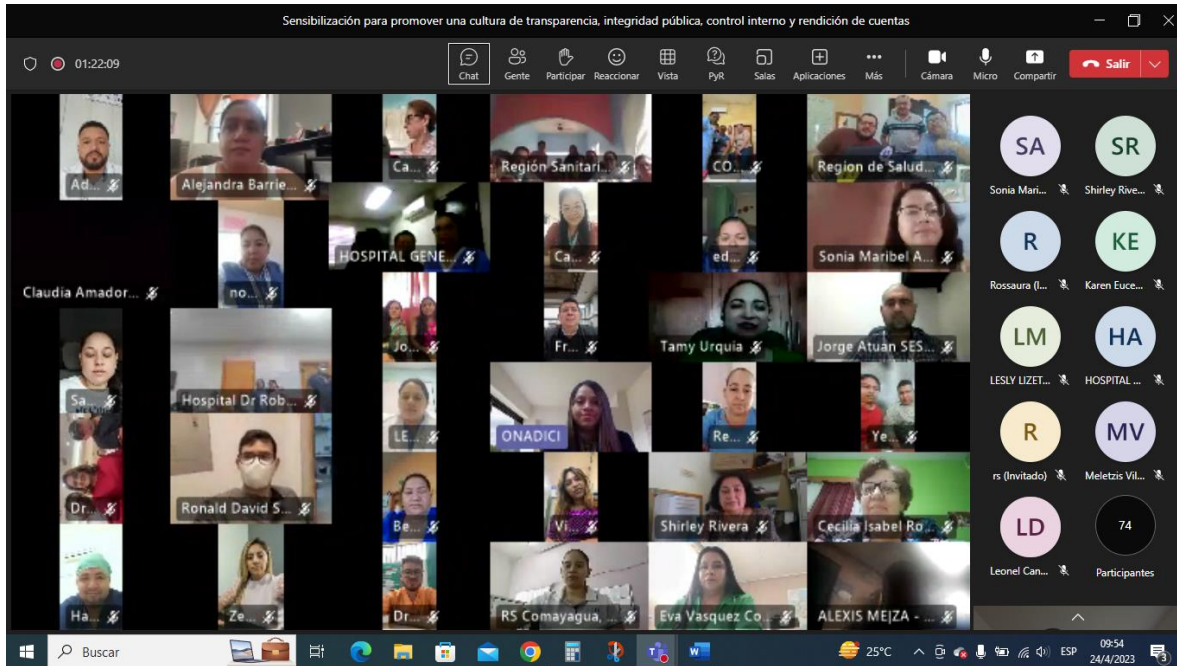 Sensibilización para promover una cultura de transparencia, integridad pública, control interno y rendición de cuentas
01:22:09
Chat
Gente
Participar
Reaccionar
Vista
PyR
Salas
Aplicaciones
Más
Cámara
Micro
Compartir
Salir
Ad...
Alejandra Barrie...
Ca...
Región Sanitari...
CO...
Region de Salud...
Claudia Amador...
no...
HOSPITAL GENE...
Ca...
ed...
Sonia Maribel A...
Jo...
Fr...
Tamy Urquia
Jorge Atuán SES...
Sa...
Hospital Dr Rob...
LE...
ONADICI
Re...
Ye...
Dr...
Ronald David S...
Be...
Vi...
Shirley Rivera
Cecilia Isabel Ro...
Ha...
Ze...
Dr...
RS Comayagua, ...
Eva Vasquez Co...
ALEXIS MEJZA - ...
SA
Sonia Mari...
SR
Shirley Rive...
R
Rossaura (I...
KE
Karen Euce...
LM
LESLY LIZET...
HA
HOSPITAL ...
R
rs (Invitado)
MV
Meletzis Vil...
LD
Leonel Can...
74
Participantes
Buscar
25°C
ESP
09:54
24/4/2023
3